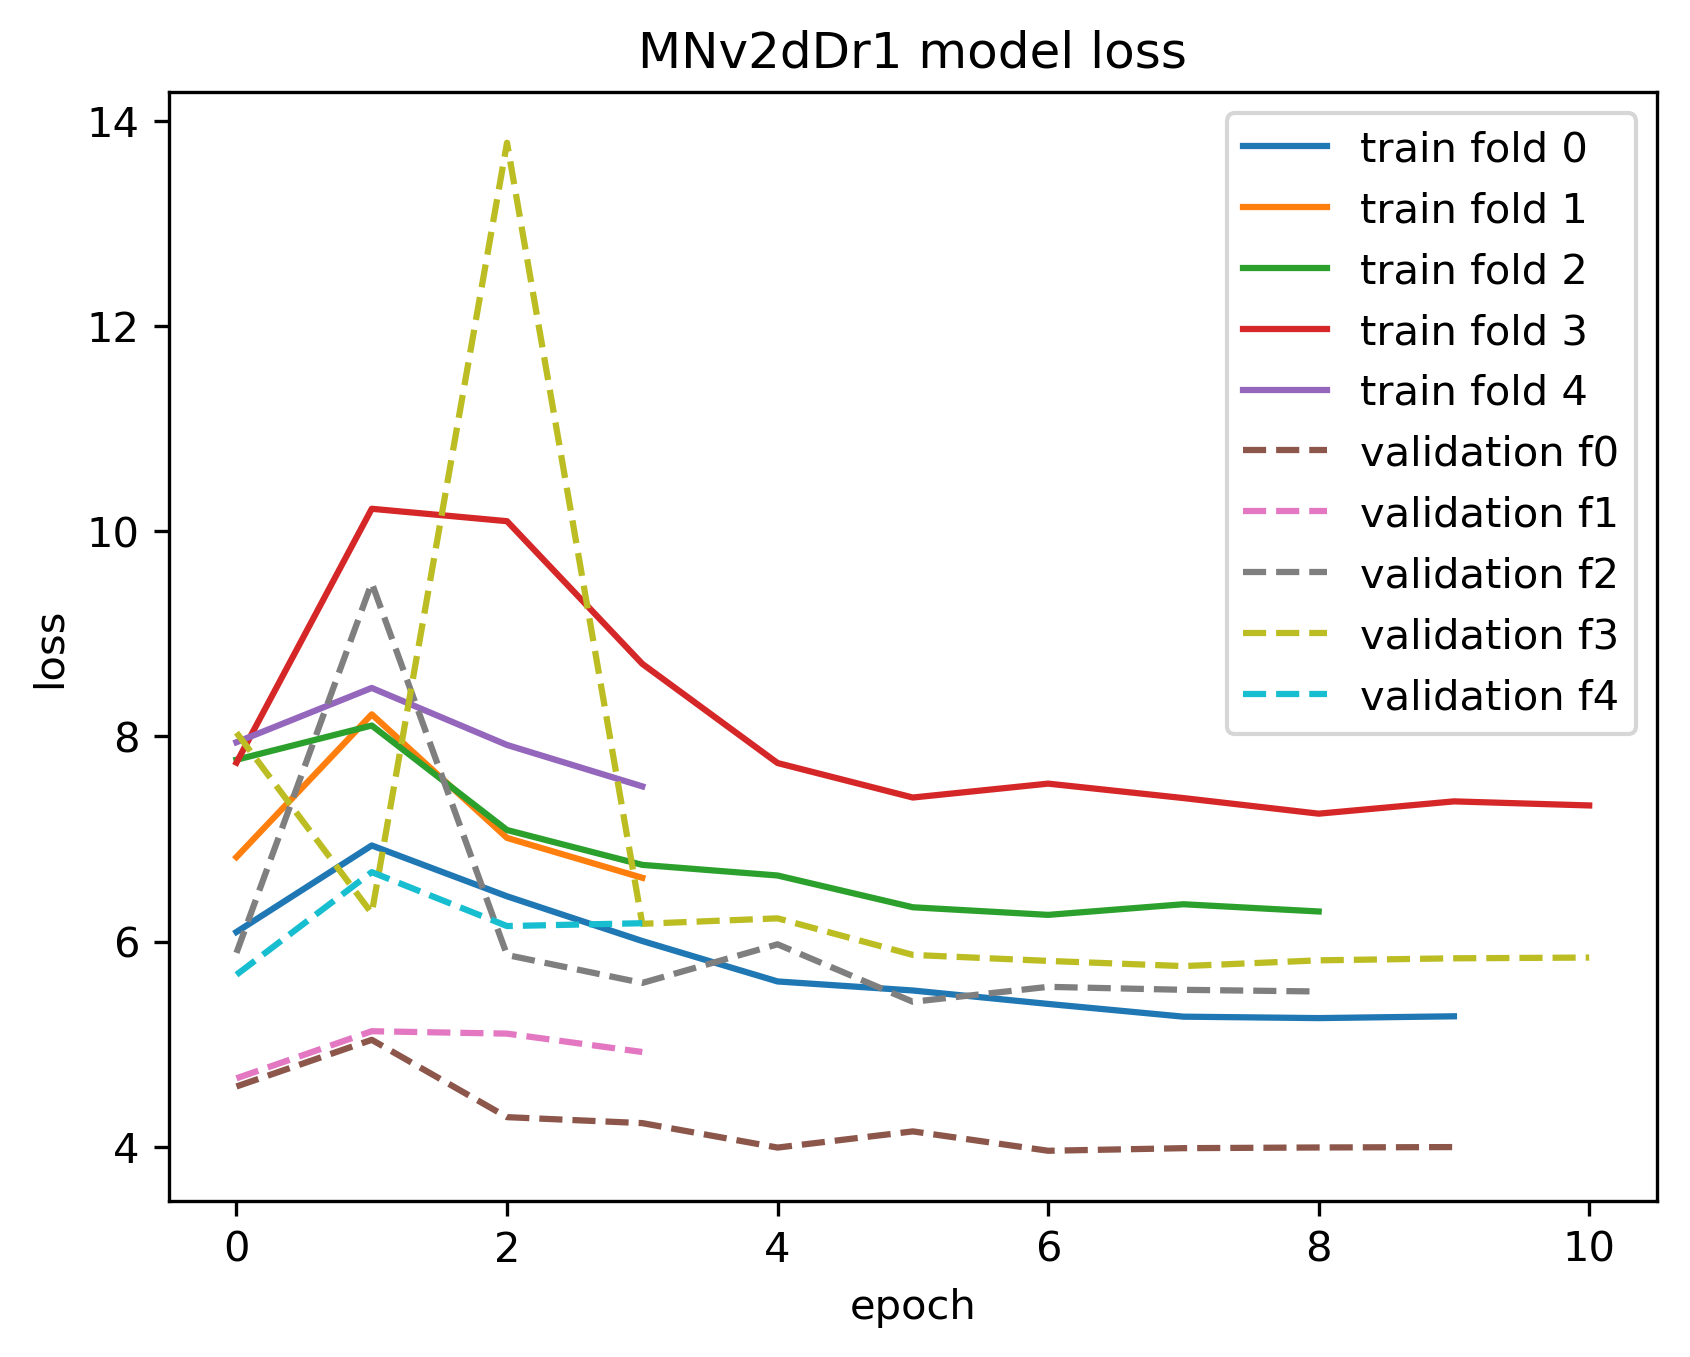 MNv2dDr1 model loss
14
12
10
8
6
4
loss
train fold 0
train fold 1
train fold 2
train fold 3
train fold 4
validation f0
validation f1
validation f2
validation f3
validation f4
0 2 4 6 8 10
epoch